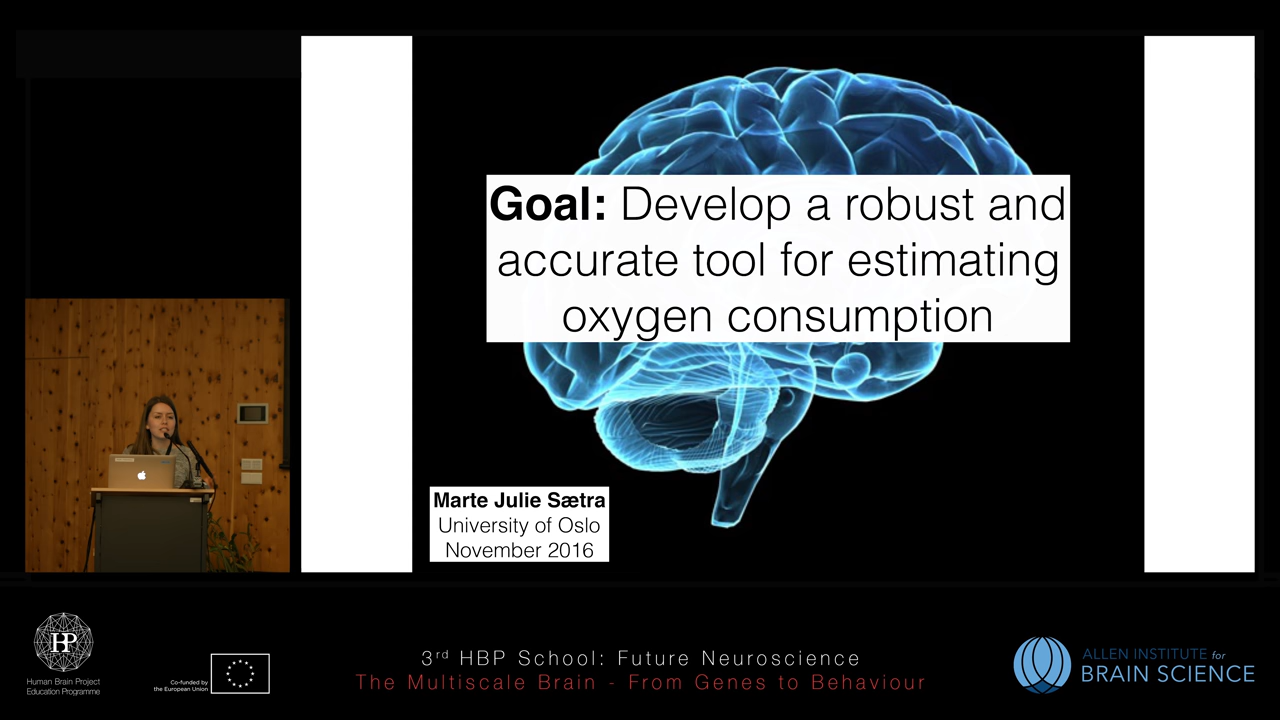 Goal: Develop a robust and
accurate tool for estimating
oxygen consumption
Marte Julie Sætra
University of Oslo
November 2016
HP
Human Brain Project
Education Programme
Co-funded by
the European Union
3rd HBP School: Future Neuroscience
The Multiscale Brain - From Genes to Behaviour
ALLEN INSTITUTE for
BRAIN SCIENCE